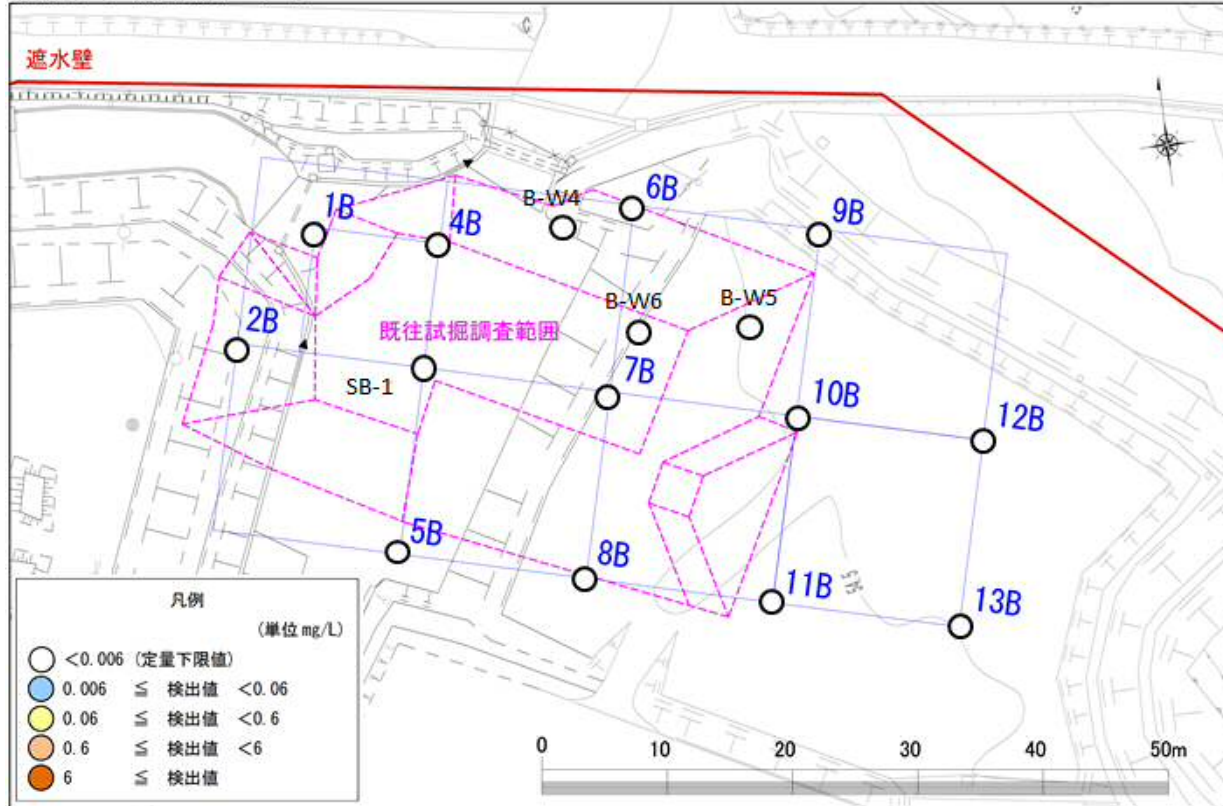 遮水壁
6B
B-W4
1B
9B
4B
B-W6
B-W5
2B
既往試掘調査範囲
SB-1
7B
10B
12B
5B
8B
11B
54.5
13B
凡例
(単位 mg/L)
<0.006 (定量下限値)
0.006 ≦ 検出値 <0.06
0.06 ≦ 検出値 <0.6
0.6 ≦ 検出値 <6
6 ≦ 検出値
0 10 20 30 40 50m